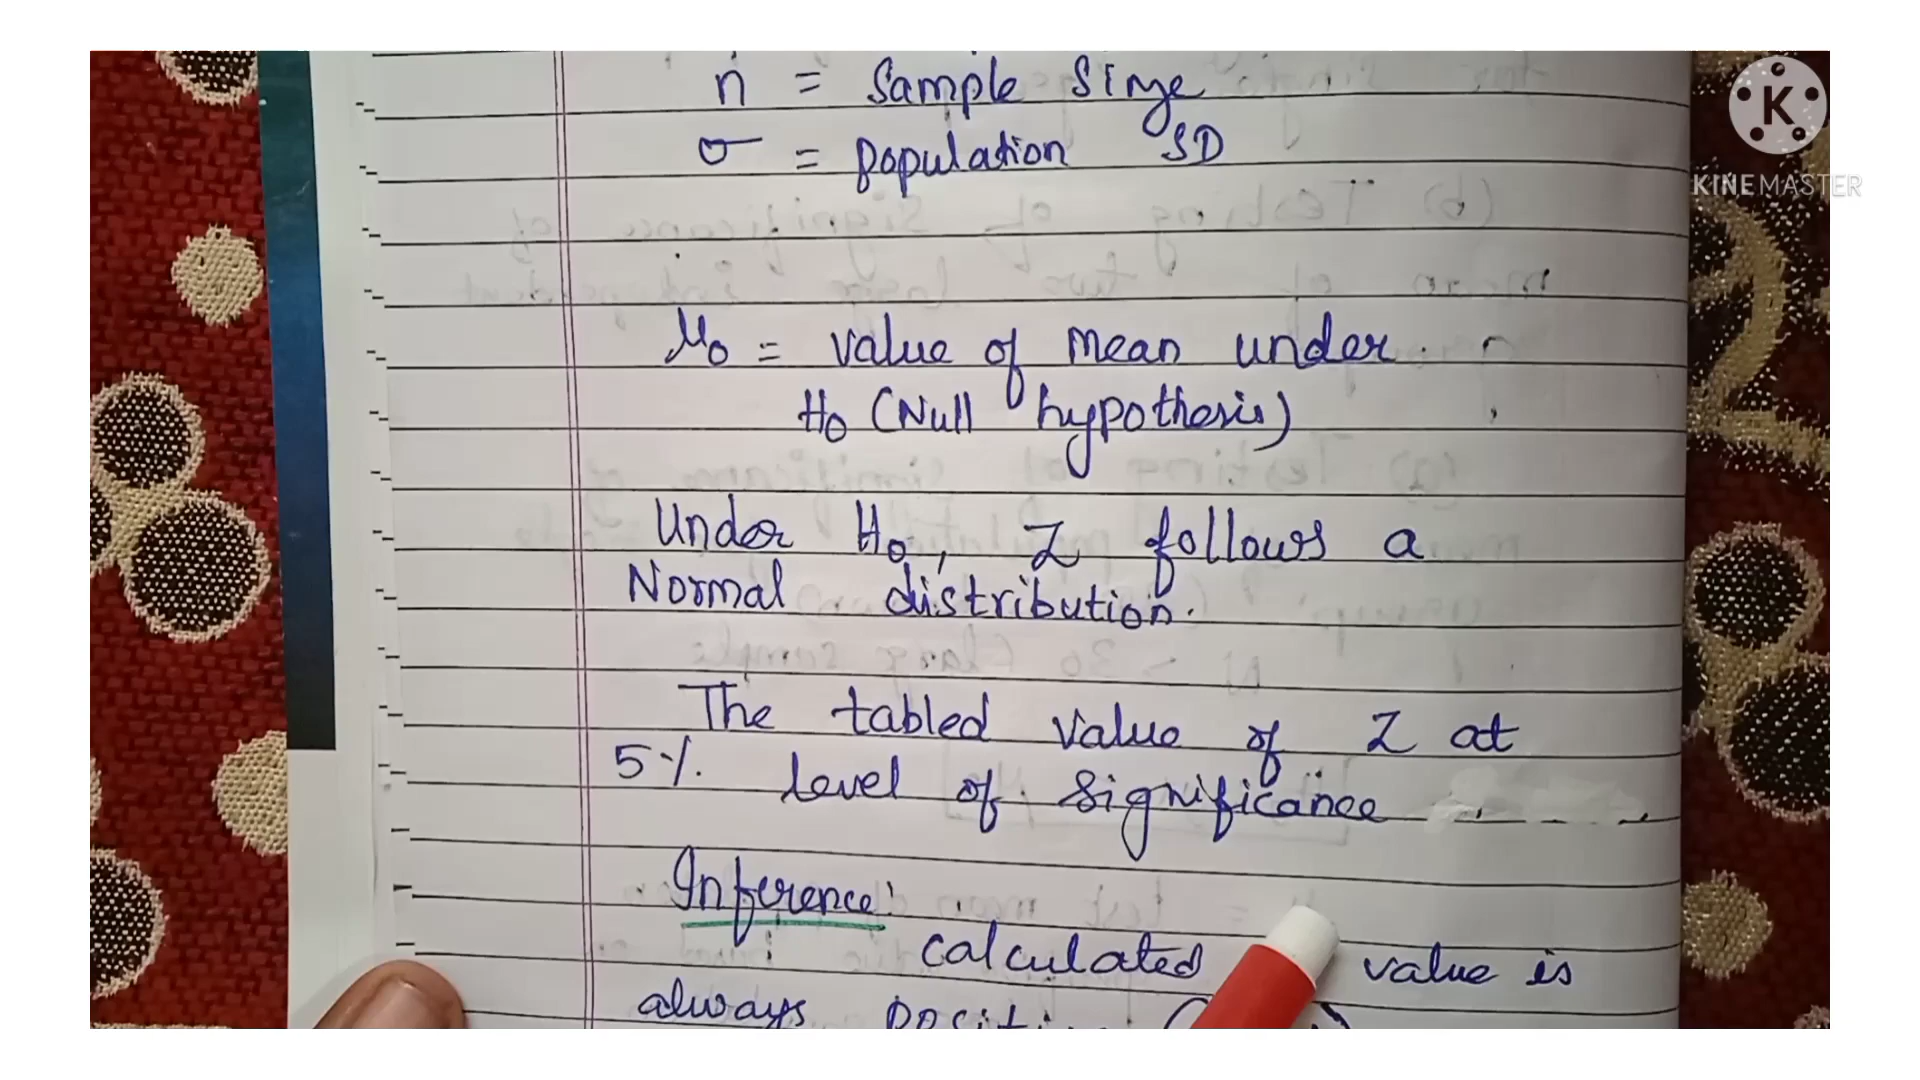 n = Sample Size
σ = population SD
KINEMASTER
μ0 = value of mean under
H0 (Null hypothesis)
Under H0, Z follows a
Normal distribution.
The tabled value of Z at
5%. level of significance
Inference:
calculated value is
always